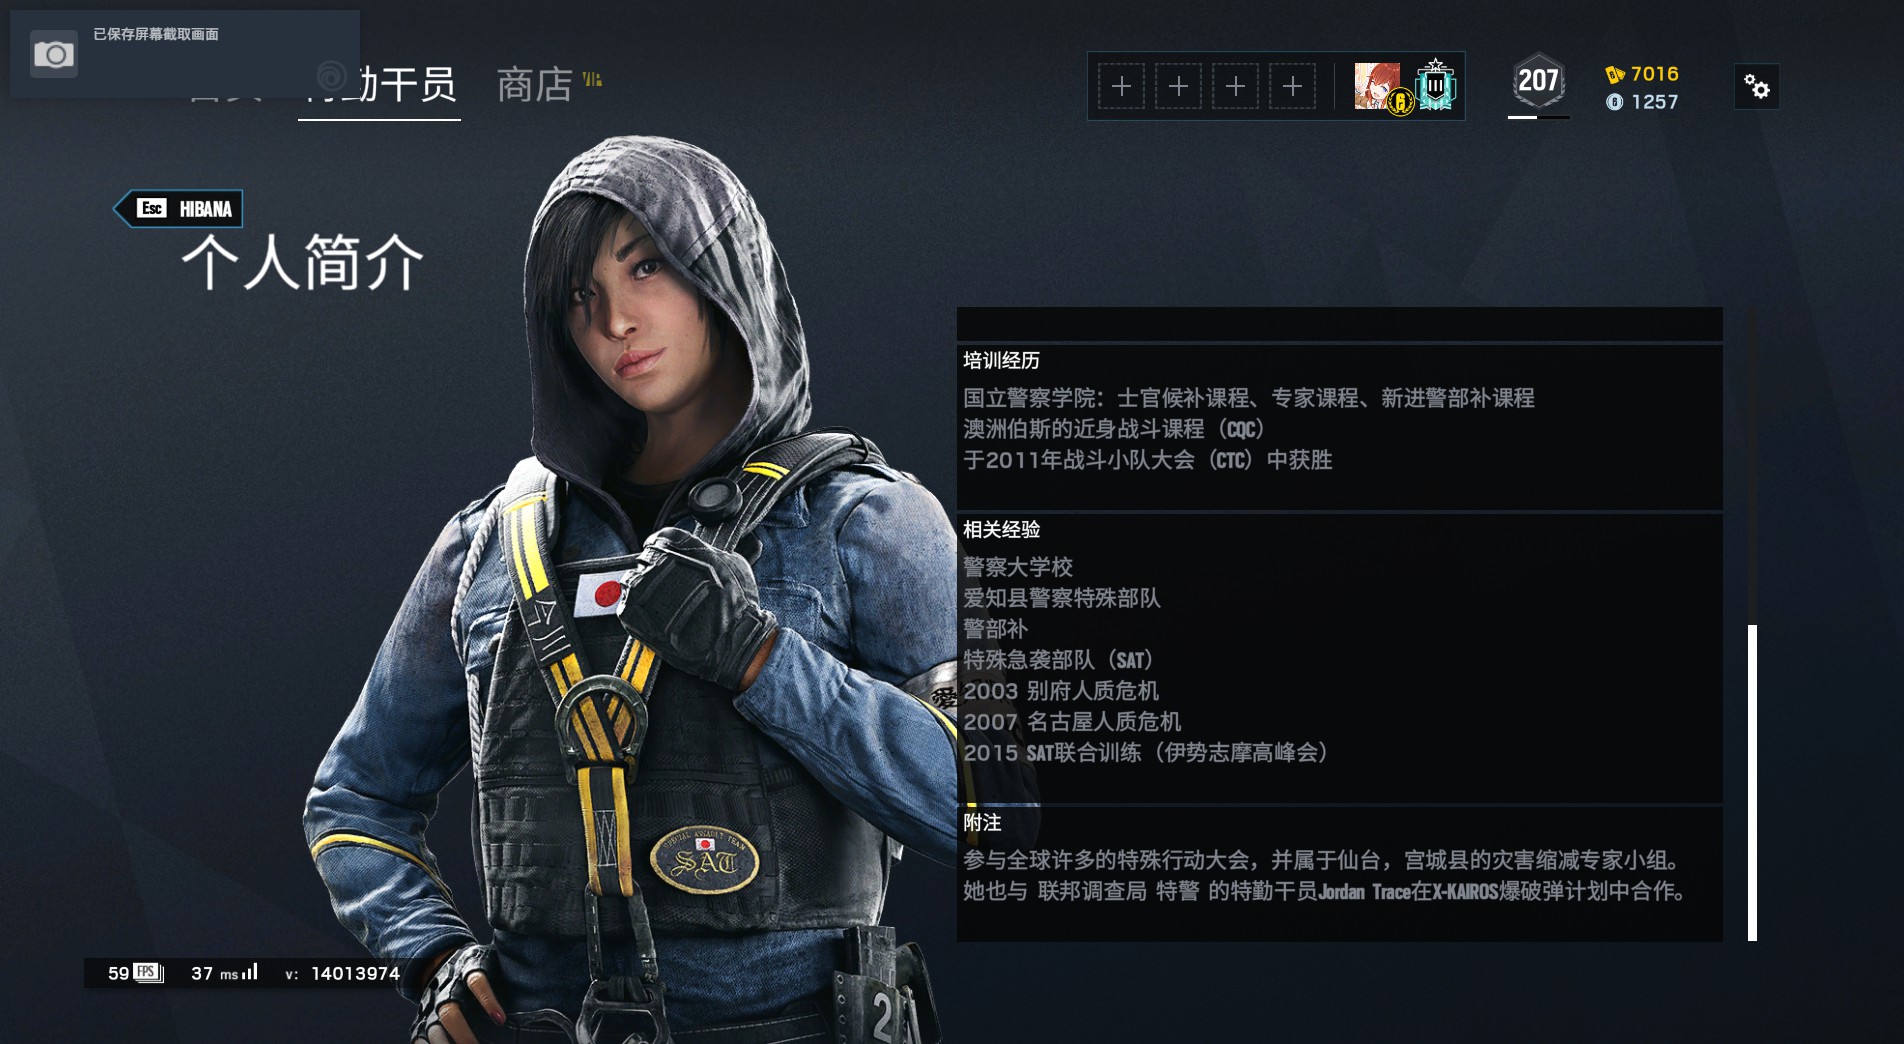 已保存屏幕截取画面
动干员
商店
207
7016
1257
Esc HIBANA
个人简介
培训经历
国立警察学院：士官候补课程、专家课程、新进警部补课程
澳洲伯斯的近身战斗课程（CQC）
于2011年战斗小队大会（CTC）中获胜
相关经验
警察大学校
爱知县警察特殊部队
警部补
特殊急袭部队（SAT）
2003 别府人质危机
2007 名古屋人质危机
2015 SAT联合训练（伊势志摩高峰会）
附注
参与全球许多的特殊行动大会，并属于仙台，宫城县的灾害缩减专家小组。
她也与 联邦调查局 特警 的特勤干员Jordan Trace在X-KAIROS爆破弹计划中合作。
今川
愛
SPECIAL ASSAULT TEAM
SAT
2
59 FPS 37 ms v: 14013974